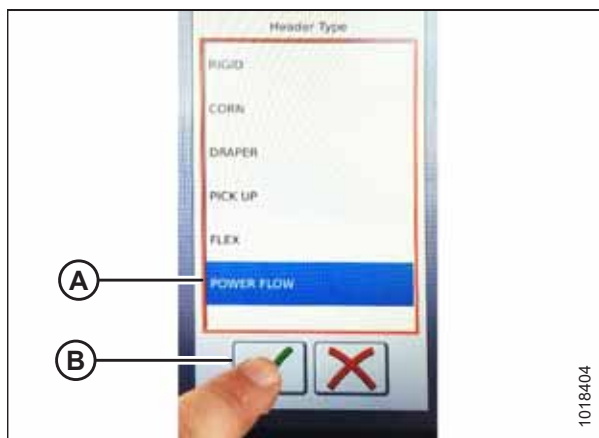 Header Type
RIGID
CORN
DRAPER
PICK UP
FLEX
A
POWER FLOW
B
1018404